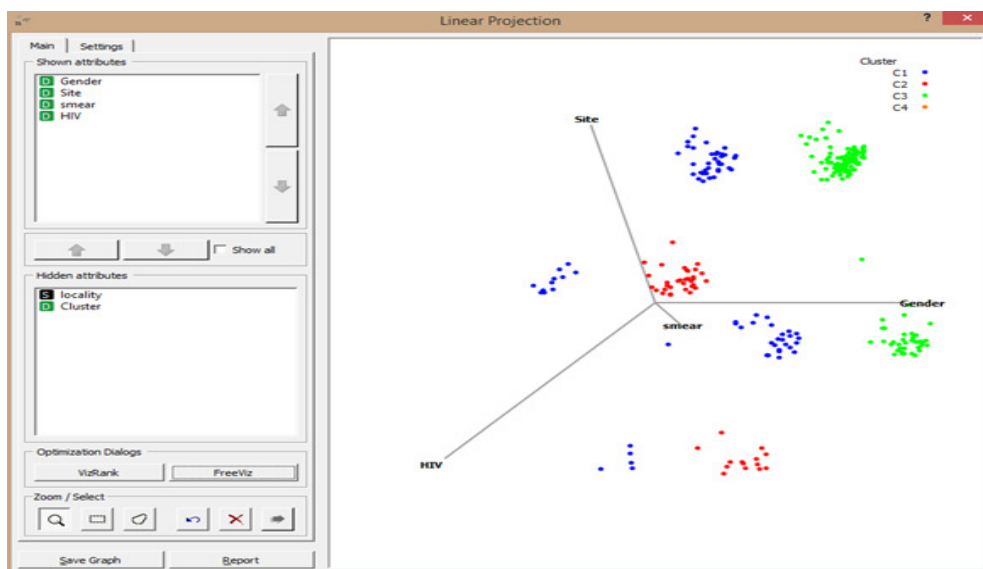 Linear Projection
?
Main
Settings
Shown attributes
D Gender
D Site
D smear
D HIV
Show all
Hidden attributes
S locality
D Cluster
Optimization Dialogs
VizRank
FreeViz
Zoom / Select
Save Graph
Report
Cluster
C1
C2
C3
C4
Site
Gender
smear
HIV